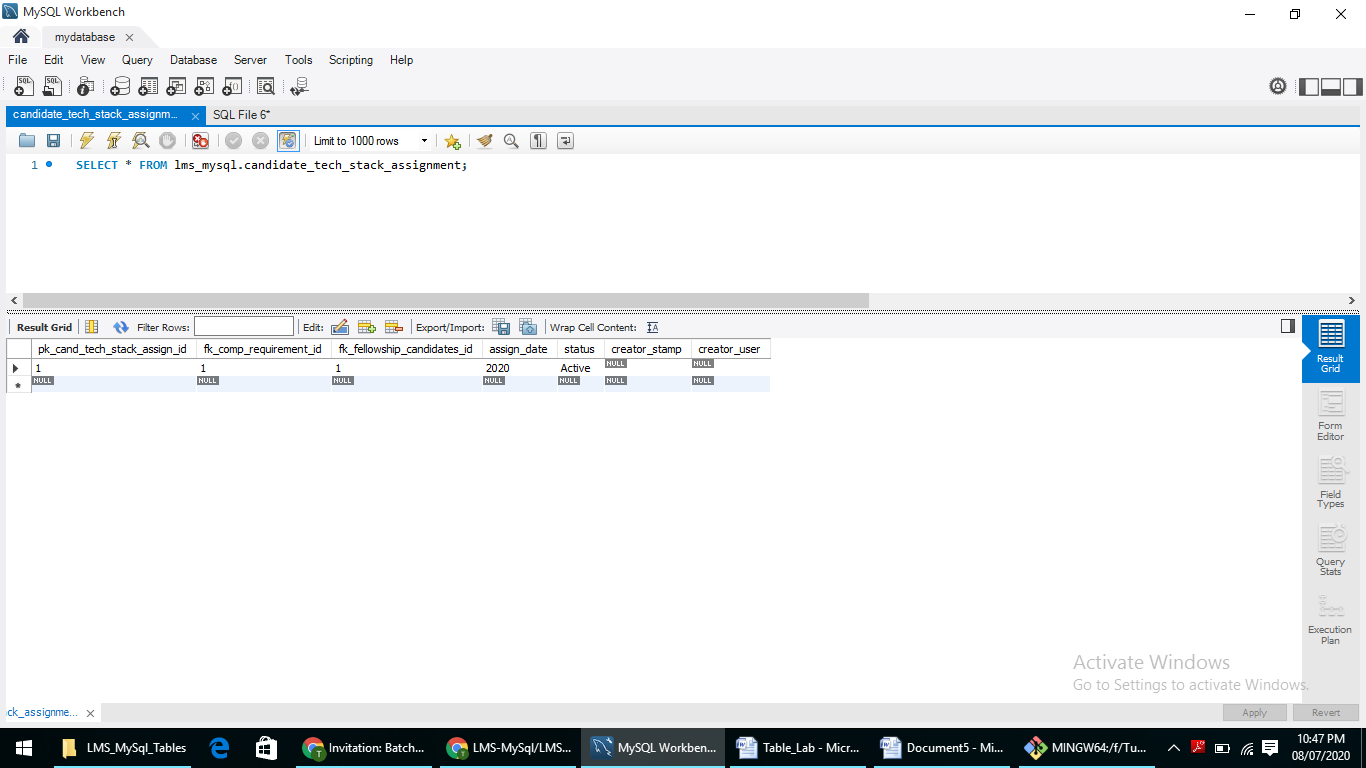 MySQL Workbench
mydatabase
File Edit View Query Database Server Tools Scripting Help
candidate_tech_stack_assignm... SQL File 6*
Limit to 1000 rows
1 SELECT * FROM lms_mysql.candidate_tech_stack_assignment;
Result Grid Filter Rows: Edit: Export/Import: Wrap Cell Content:
pk_cand_tech_stack_assign_id fk_comp_requirement_id fk_fellowship_candidates_id assign_date status creator_stamp creator_user
1 1 1 2020 Active NULL NULL
NULL NULL NULL NULL NULL NULL NULL
Result Grid
Form Editor
Field Types
Query Stats
Execution Plan
Activate Windows
Go to Settings to activate Windows.
ck_assignme... Apply Revert
LMS_MySql_Tables Invitation: Batch... LMS-MySql/LMS... MySQL Workben... Table_Lab - Micr... Document5 - Mi... MINGW64:/f/Tu... 10:47 PM
08/07/2020